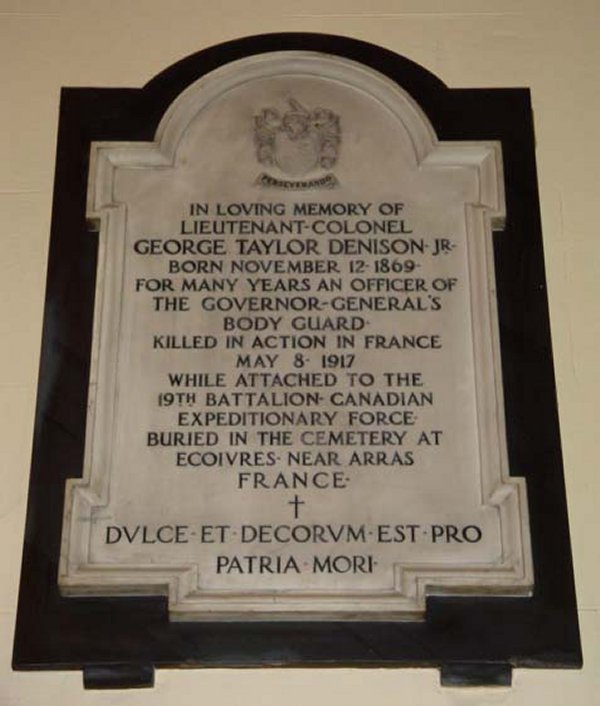 PERSEVERANDO
IN LOVING MEMORY OF
LIEUTENANT-COLONEL
GEORGE TAYLOR DENISON· JR·
BORN NOVEMBER 12· 1869·
FOR MANY YEARS AN OFFICER OF
THE GOVERNOR-GENERAL'S
BODY GUARD·
KILLED IN ACTION IN FRANCE
MAY 8· 1917
WHILE ATTACHED TO THE
19TH BATTALION· CANADIAN
EXPEDITIONARY FORCE·
BURIED IN THE CEMETERY AT
ECOIVRES· NEAR ARRAS
FRANCE·
DVLCE·ET·DECORVM·EST·PRO
PATRIA·MORI·